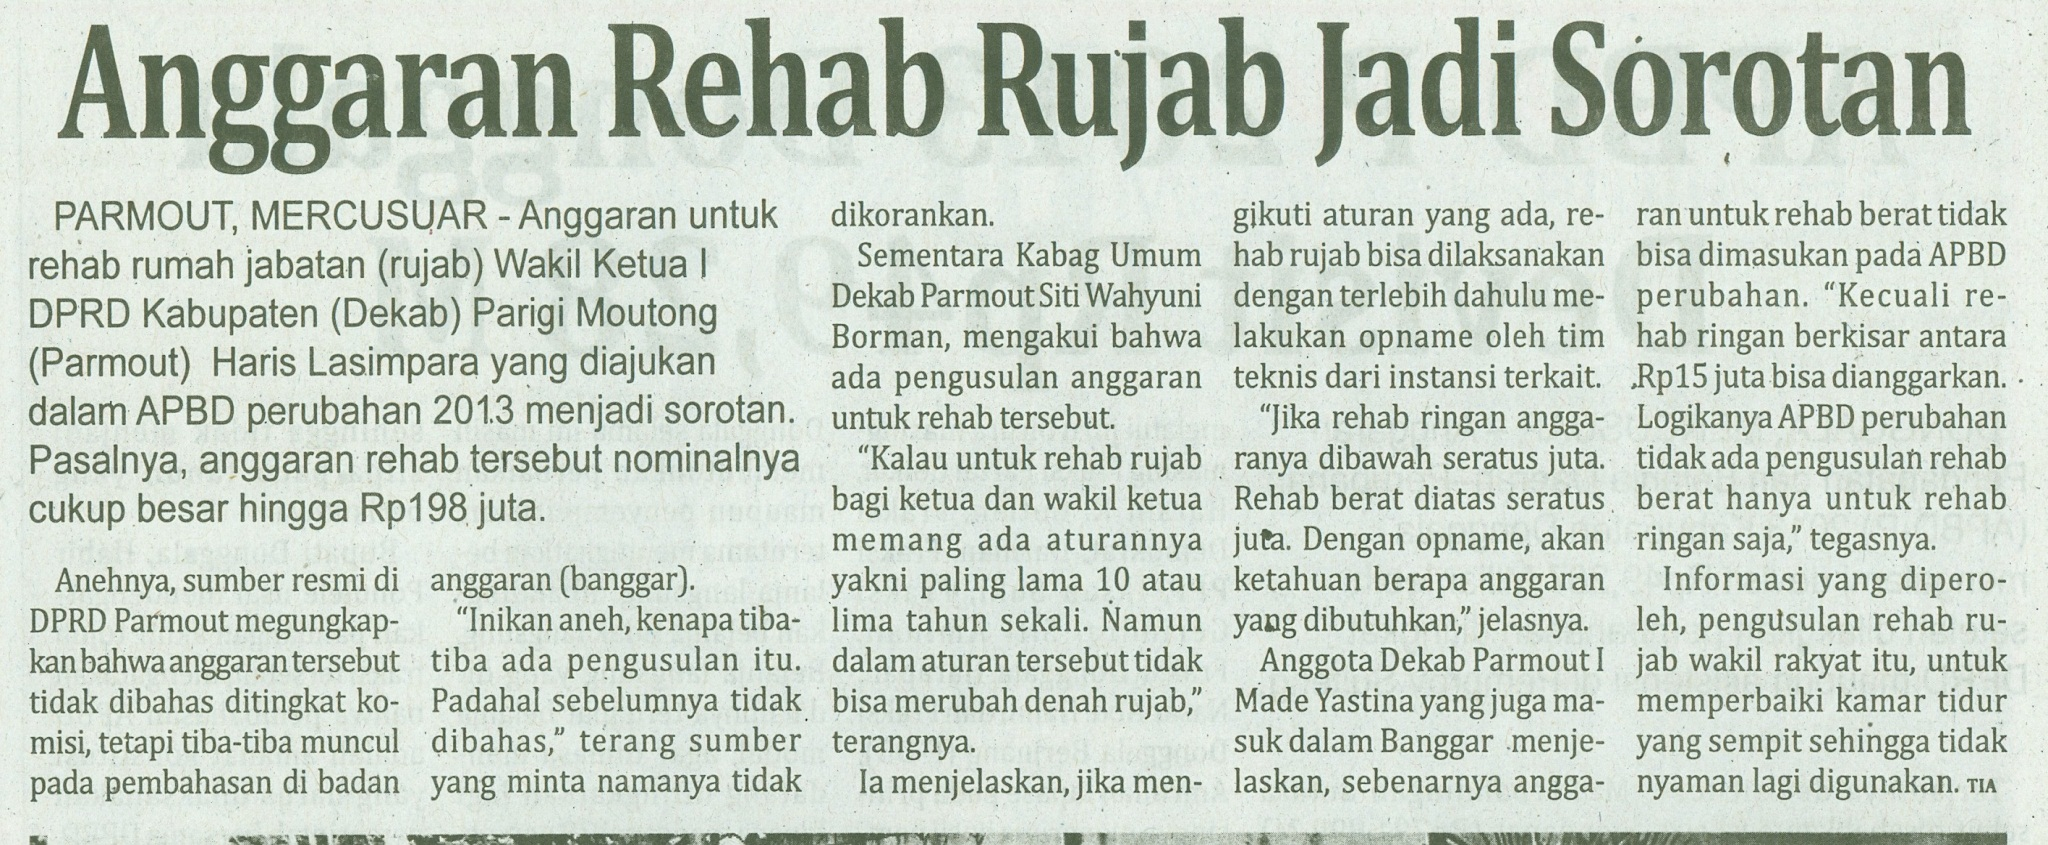 Anggaran Rehab Rujab Jadi Sorotan
PARMOUT, MERCUSUAR - Anggaran untuk
rehab rumah jabatan (rujab) Wakil Ketua I
DPRD Kabupaten (Dekab) Parigi Moutong
(Parmout) Haris Lasimpara yang diajukan
dalam APBD perubahan 2013 menjadi sorotan.
Pasalnya, anggaran rehab tersebut nominalnya
cukup besar hingga Rp198 juta.
Anehnya, sumber resmi di
DPRD Parmout megungkap-
kan bahwa anggaran tersebut
tidak dibahas ditingkat ko-
misi, tetapi tiba-tiba muncul
pada pembahasan di badan
anggaran (banggar).
“Inikan aneh, kenapa tiba-
tiba ada pengusulan itu.
Padahal sebelumnya tidak
dibahas,” terang sumber
yang minta namanya tidak
dikorankan.
Sementara Kabag Umum
Dekab Parmout Siti Wahyuni
Borman, mengakui bahwa
ada pengusulan anggaran
untuk rehab tersebut.
“Kalau untuk rehab rujab
bagi ketua dan wakil ketua
memang ada aturannya
yakni paling lama 10 atau
lima tahun sekali. Namun
dalam aturan tersebut tidak
bisa merubah denah rujab,”
terangnya.
Ia menjelaskan, jika men-
gikuti aturan yang ada, re-
hab rujab bisa dilaksanakan
dengan terlebih dahulu me-
lakukan opname oleh tim
teknis dari instansi terkait.
“Jika rehab ringan angga-
ranya dibawah seratus juta.
Rehab berat diatas seratus
juta. Dengan opname, akan
ketahuan berapa anggaran
yang dibutuhkan,” jelasnya.
Anggota Dekab Parmout I
Made Yastina yang juga ma-
suk dalam Banggar menje-
laskan, sebenarnya angga-
ran untuk rehab berat tidak
bisa dimasukan pada APBD
perubahan. “Kecuali re-
hab ringan berkisar antara
Rp15 juta bisa dianggarkan.
Logikanya APBD perubahan
tidak ada pengusulan rehab
berat hanya untuk rehab
ringan saja,” tegasnya.
Informasi yang dipero-
leh, pengusulan rehab ru-
jab wakil rakyat itu, untuk
memperbaiki kamar tidur
yang sempit sehingga tidak
nyaman lagi digunakan. TIA